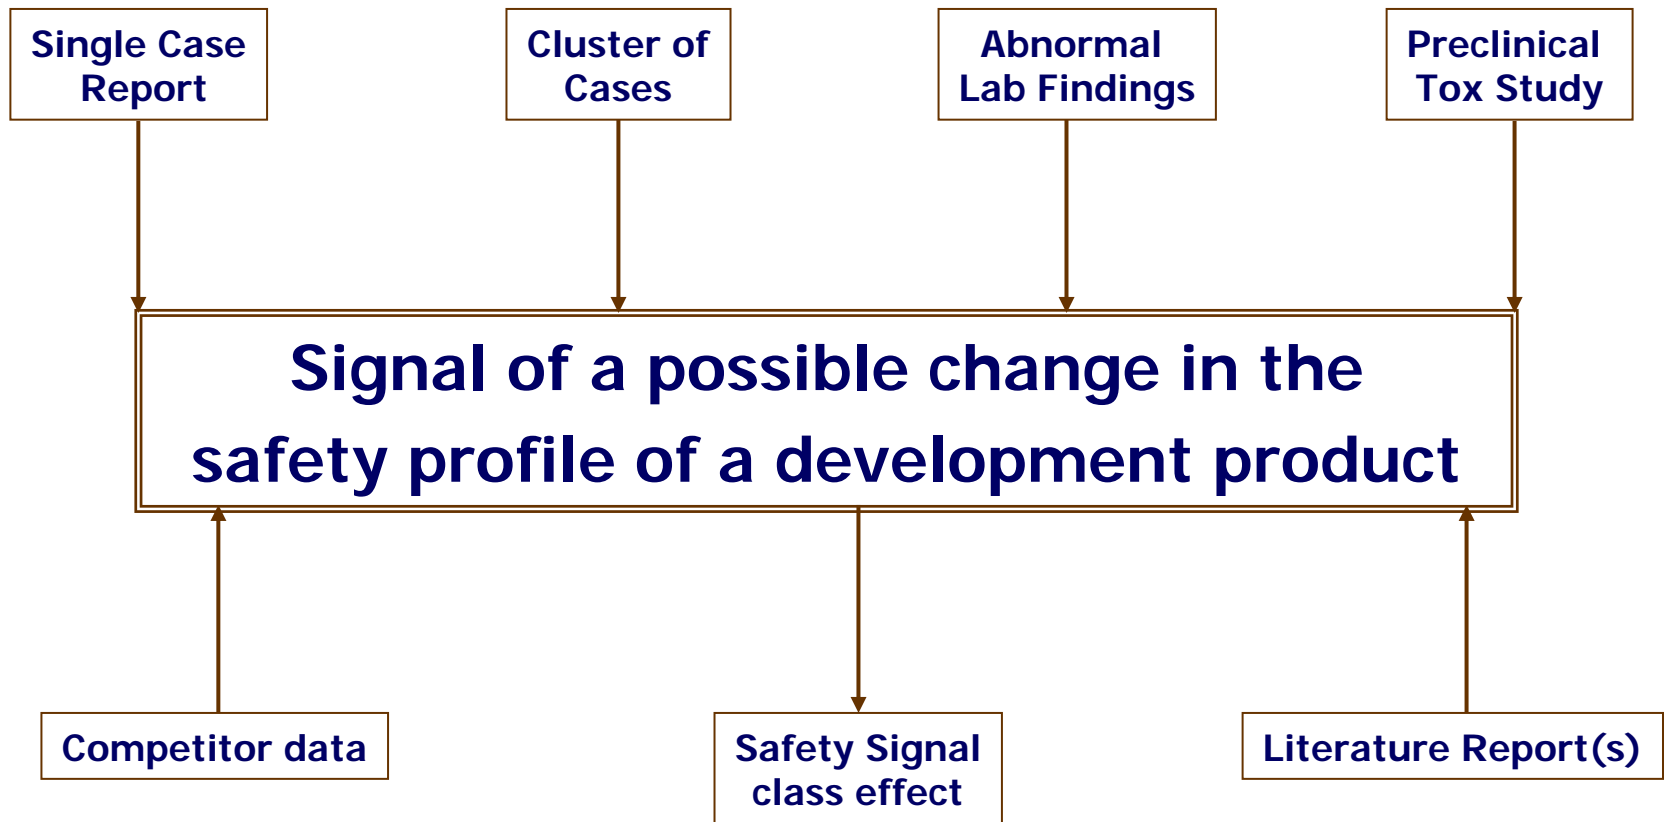 Single Case
Report
Cluster of
Cases
Abnormal
Lab Findings
Preclinical
Tox Study
Signal of a possible change in the
safety profile of a development product
Competitor data
Safety Signal
class effect
Literature Report(s)